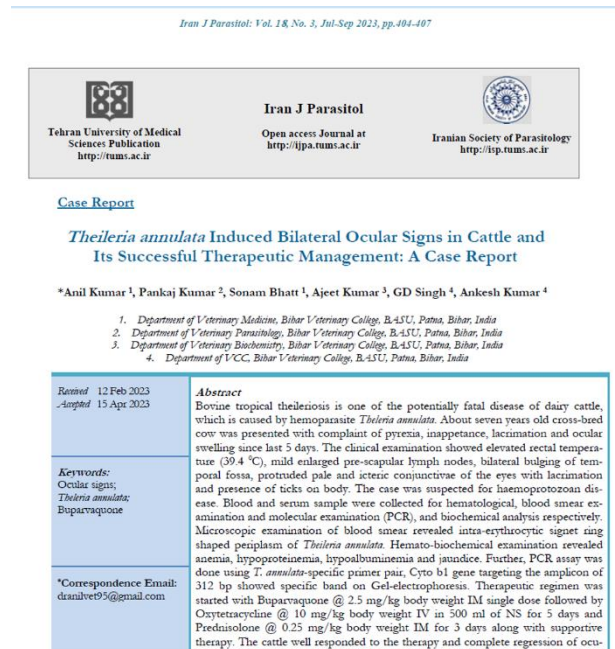 Iran J Parasitol: Vol. 18, No. 3, Jul-Sep 2023, pp.404-407
Tehran University of Medical
Sciences Publication
http://tums.ac.ir
Iran J Parasitol
Open access Journal at
http://ijpa.tums.ac.ir
Iranian Society of Parasitology
http://isp.tums.ac.ir
Case Report
Theileria annulata Induced Bilateral Ocular Signs in Cattle and
Its Successful Therapeutic Management: A Case Report
*Anil Kumar 1, Pankaj Kumar 2, Sonam Bhatt 1, Ajeet Kumar 3, GD Singh 4, Ankesh Kumar 4
1. Department of Veterinary Medicine, Bihar Veterinary College, BASU, Patna, Bihar, India
2. Department of Veterinary Parasitology, Bihar Veterinary College, BASU, Patna, Bihar, India
3. Department of Veterinary Biochemistry, Bihar Veterinary College, BASU, Patna, Bihar, India
4. Department of VCC, Bihar Veterinary College, BASU, Patna, Bihar, India
Received 12 Feb 2023
Accepted 15 Apr 2023
Keywords:
Ocular signs;
Theleria annulata;
Buparvaquone
*Correspondence Email:
dranilvet95@gmail.com
Abstract
Bovine tropical theileriosis is one of the potentially fatal disease of dairy cattle,
which is caused by hemoparasite Theleria annulata. About seven years old cross-bred
cow was presented with complaint of pyrexia, inappetance, lacrimation and ocular
swelling since last 5 days. The clinical examination showed elevated rectal tempera-
ture (39.4 °C), mild enlarged pre-scapular lymph nodes, bilateral bulging of tem-
poral fossa, protruded pale and icteric conjunctivae of the eyes with lacrimation
and presence of ticks on body. The case was suspected for haemoprotozoan dis-
ease. Blood and serum sample were collected for hematological, blood smear ex-
amination and molecular examination (PCR), and biochemical analysis respectively.
Microscopic examination of blood smear revealed intra-erythrocytic signet ring
shaped periplasm of Theileria annulata. Hemato-biochemical examination revealed
anemia, hypoproteinemia, hypoalbuminemia and jaundice. Further, PCR assay was
done using T. annulata-specific primer pair, Cyto b1 gene targeting the amplicon of
312 bp showed specific band on Gel-electrophoresis. Therapeutic regimen was
started with Buparvaquone @ 2.5 mg/kg body weight IM single dose followed by
Oxytetracycline @ 10 mg/kg body weight IV in 500 ml of NS for 5 days and
Prednisolone @ 0.25 mg/kg body weight IM for 3 days along with supportive
therapy. The cattle well responded to the therapy and complete regression of ocu-